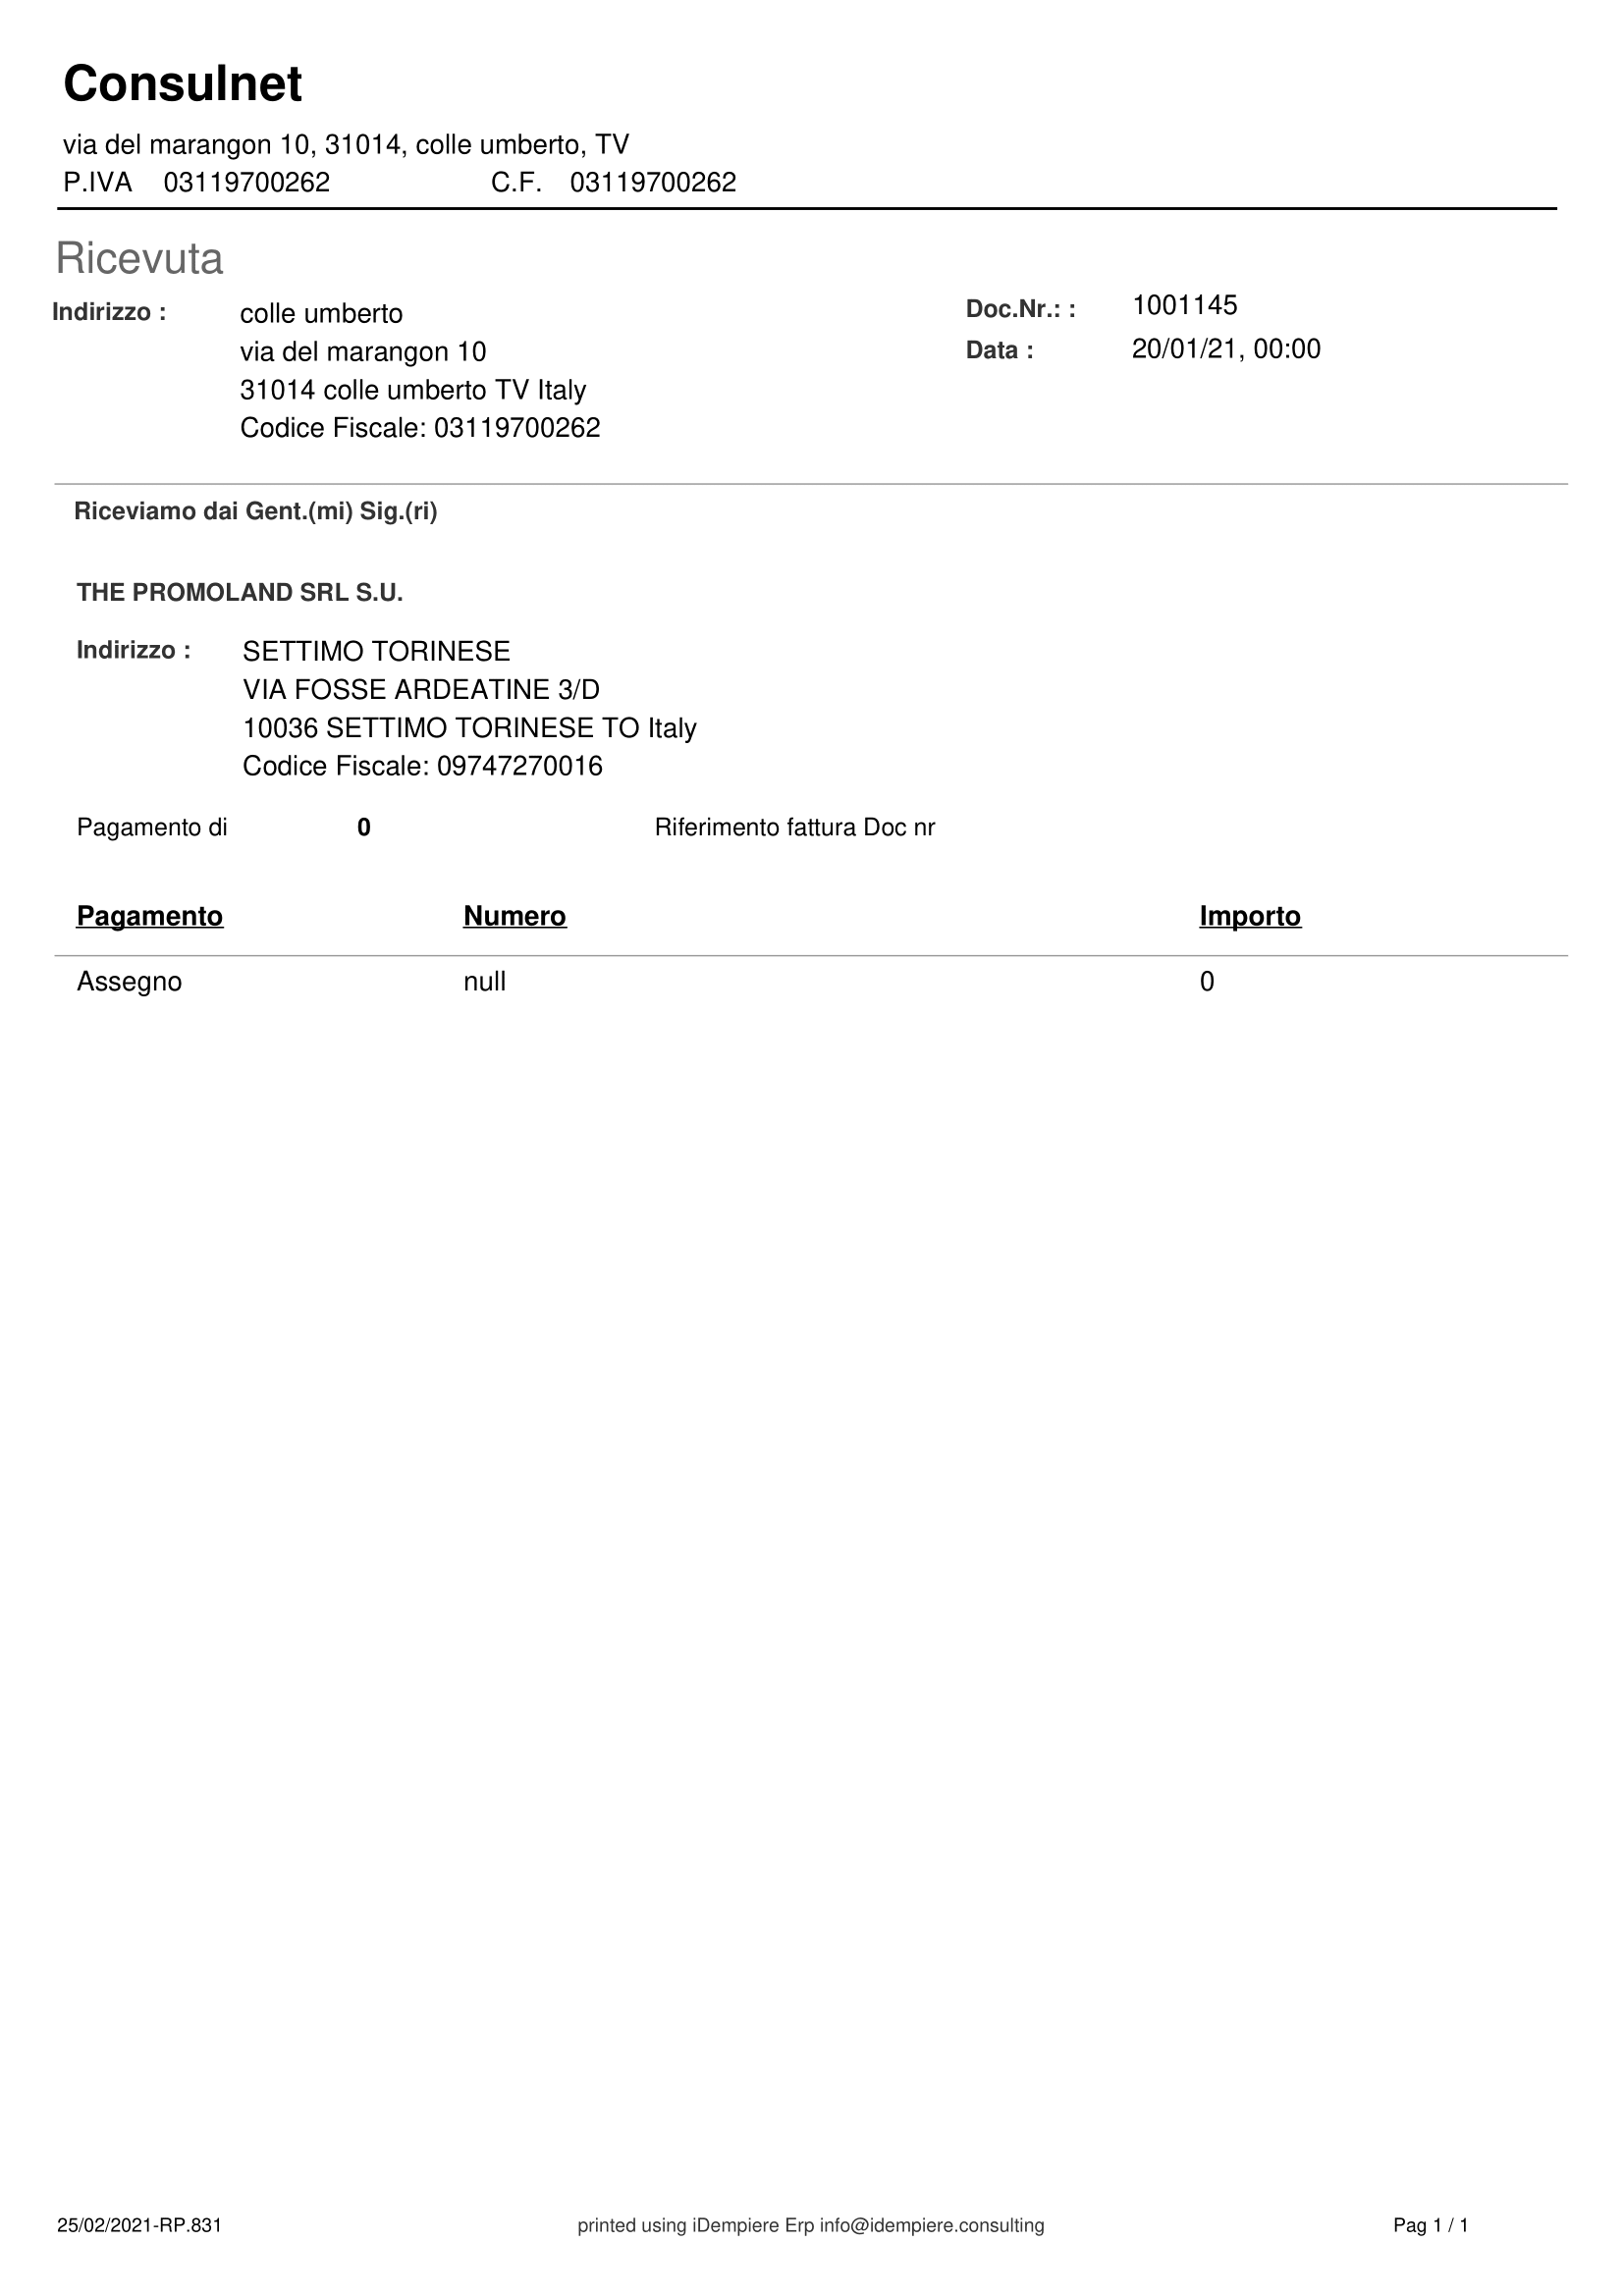 Consulnet
via del marangon 10, 31014, colle umberto, TV
P.IVA 03119700262 C.F. 03119700262
Ricevuta
Indirizzo : colle umberto
via del marangon 10
31014 colle umberto TV Italy
Codice Fiscale: 03119700262
Doc.Nr.: : 1001145
Data : 20/01/21, 00:00
Riceviamo dai Gent.(mi) Sig.(ri)
THE PROMOLAND SRL S.U.
Indirizzo : SETTIMO TORINESE
VIA FOSSE ARDEATINE 3/D
10036 SETTIMO TORINESE TO Italy
Codice Fiscale: 09747270016
Pagamento di 0 Riferimento fattura Doc nr
Pagamento Numero Importo
Assegno null 0
25/02/2021-RP.831 printed using iDempiere Erp info@idempiere.consulting Pag 1 / 1